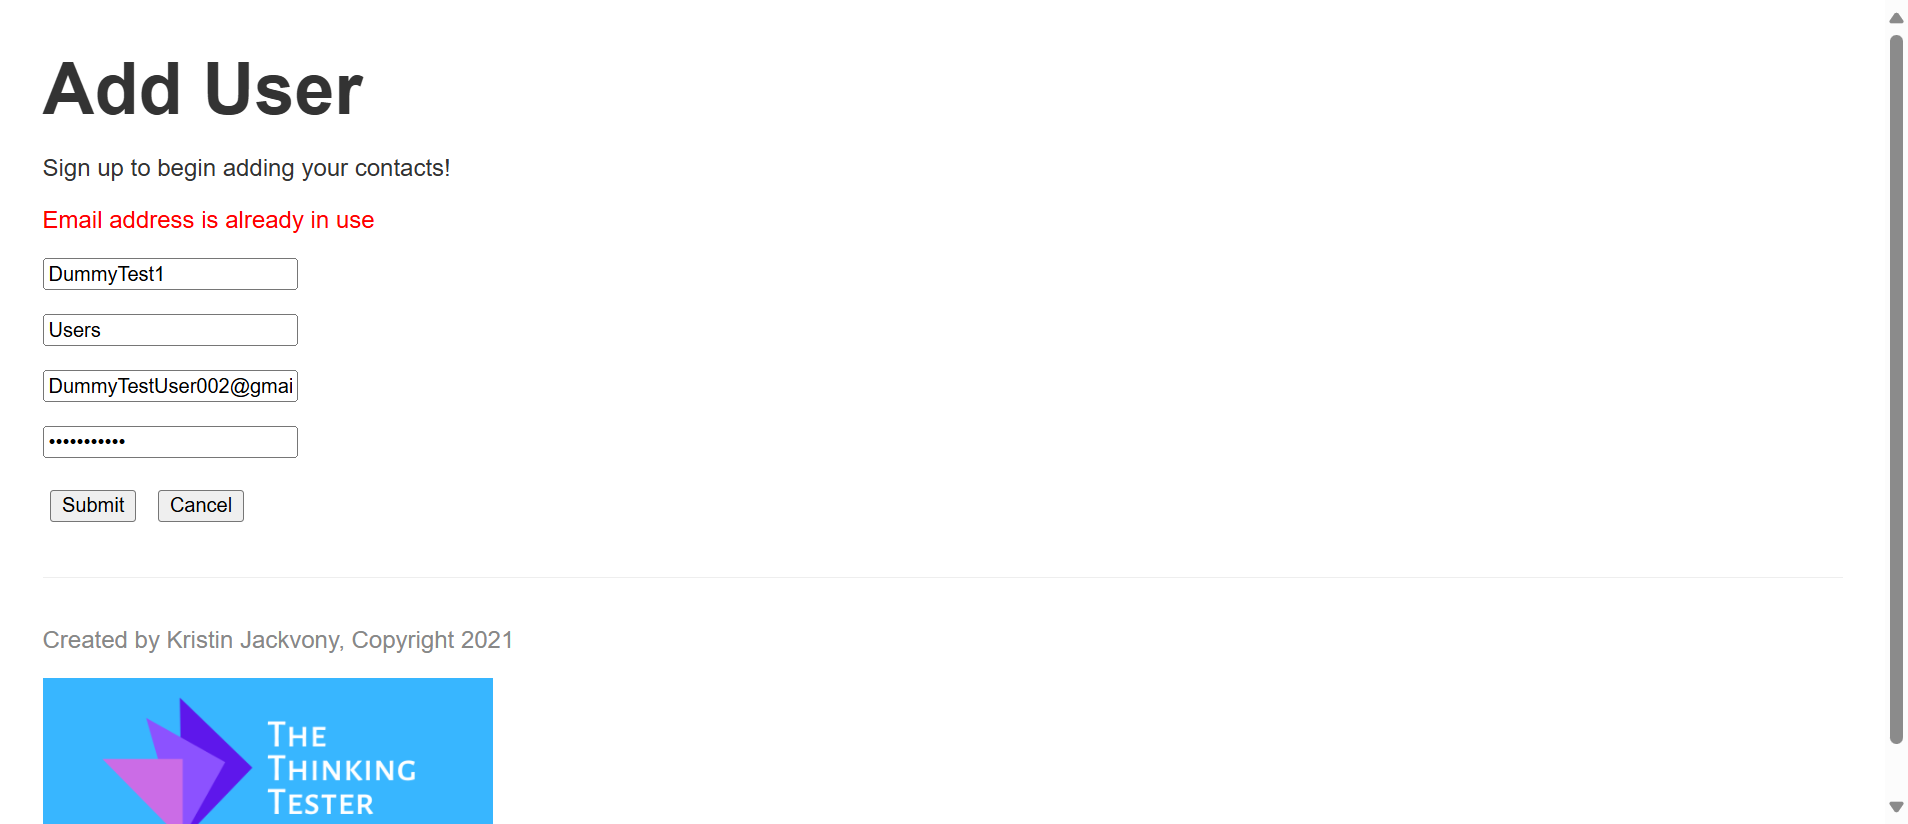 Add User
Sign up to begin adding your contacts!
Email address is already in use
DummyTest1
Users
DummyTestUser002@gmai
•••••••••••
Submit Cancel
Created by Kristin Jackvony, Copyright 2021
THE
THINKING
TESTER